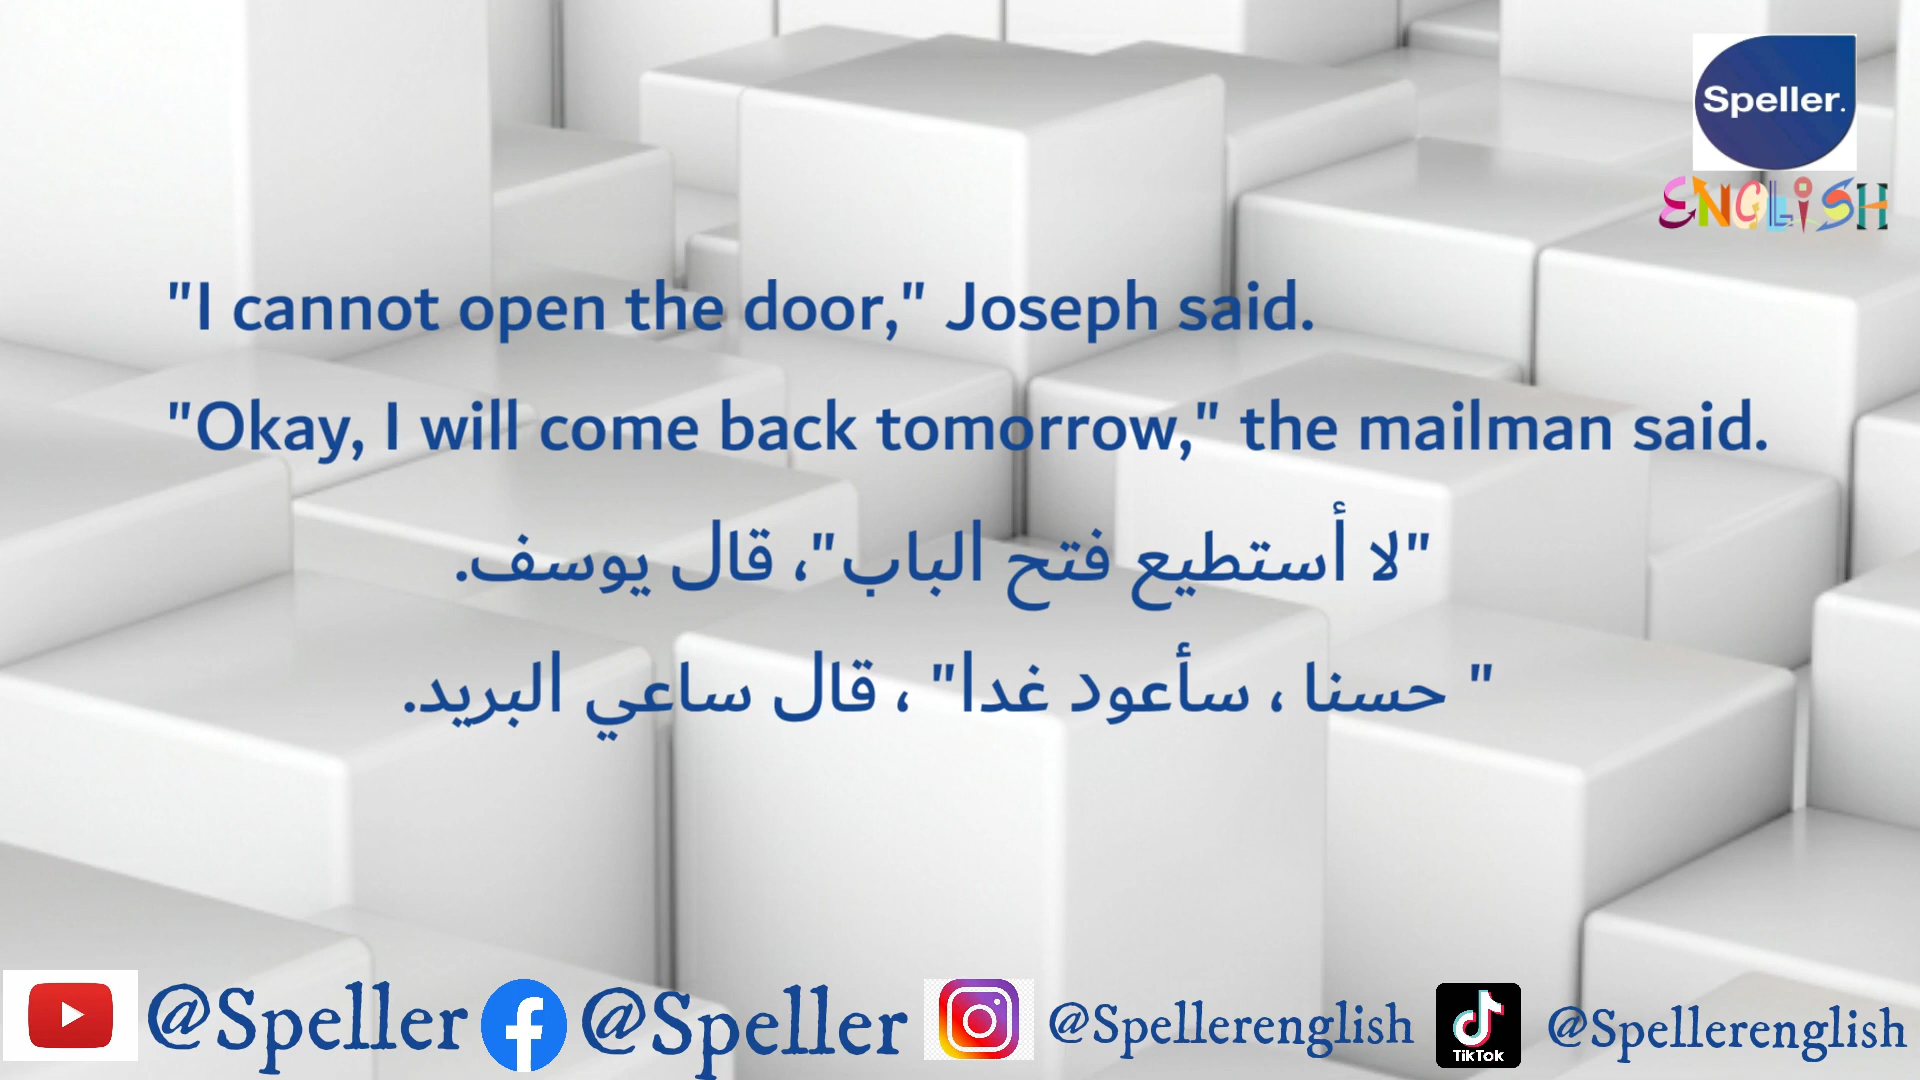 Speller.
ENGLISH
"I cannot open the door," Joseph said.
"Okay, I will come back tomorrow," the mailman said.
"لا أستطيع فتح الباب"، قال يوسف.
" حسنا ، سأعود غدا" ، قال ساعي البريد.
@Speller @Speller @Spellerenglish TikTok @Spellerenglish